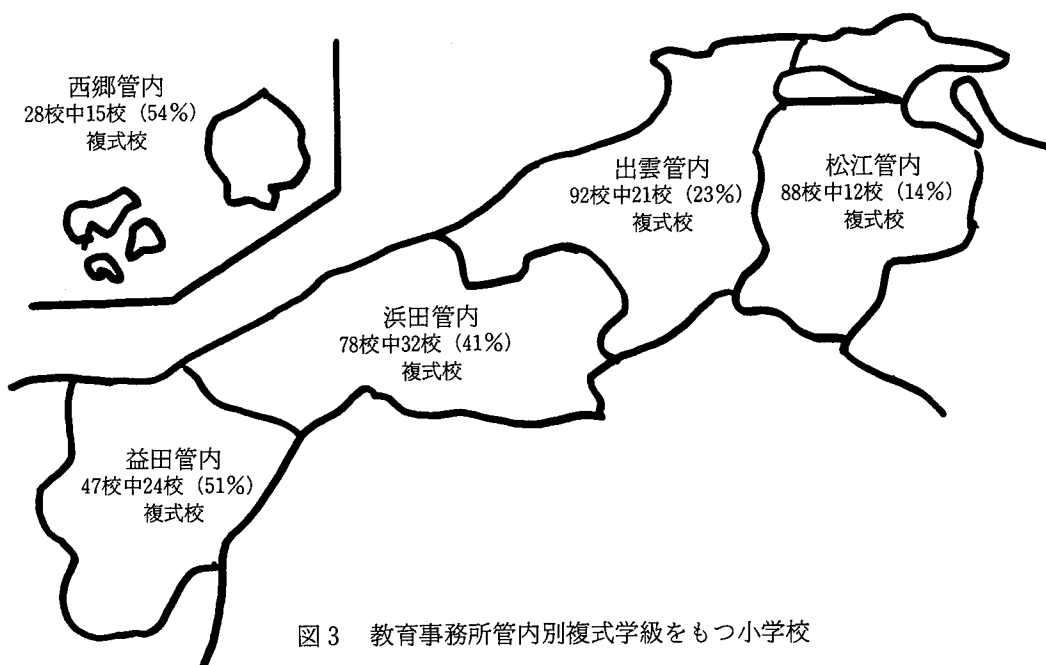 西郷管内
28校中15校（54%）
複式校
出雲管内
92校中21校（23%）
複式校
松江管内
88校中12校（14%）
複式校
浜田管内
78校中32校（41%）
複式校
益田管内
47校中24校（51%）
複式校
図3　教育事務所管内別複式学級をもつ小学校